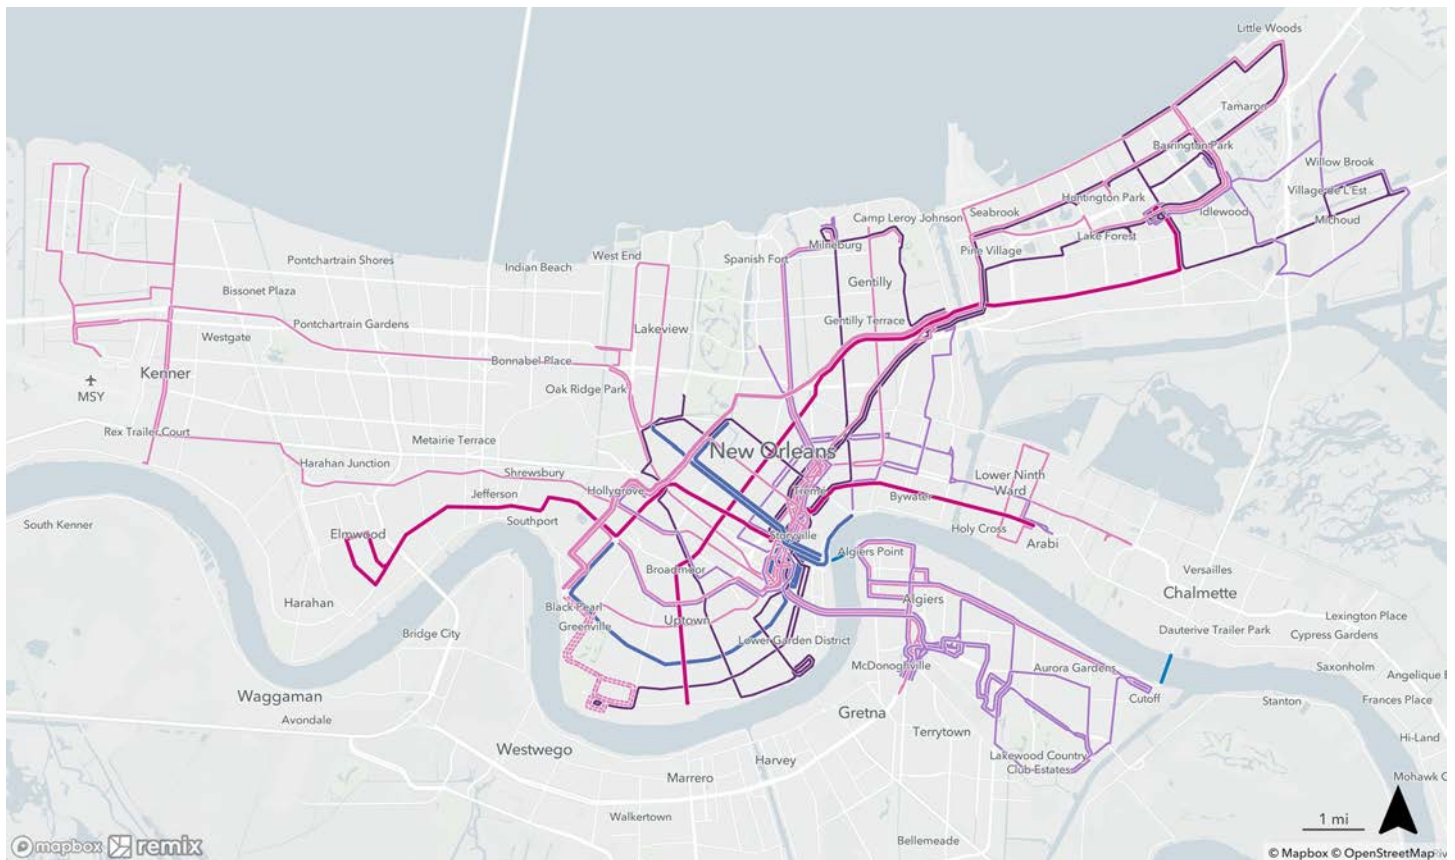 Little Woods
Tamaron
Barrington Park
Willow Brook
Village de L'Est
Huntington Park
Camp Leroy Johnson
Seabrook
Idlewood
Michoud
Lake Forest
Milneburg
Pine Village
West End
Spanish Fort
Pontchartrain Shores
Indian Beach
Gentilly
Bissonet Plaza
Pontchartrain Gardens
Gentilly Terrace
Lakeview
Westgate
Bonnabel Place
Kenner
MSY
Oak Ridge Park
Rex Trailer Court
Metairie Terrace
New Orleans
Harahan Junction
Shrewsbury
Lower Ninth
Ward
Hollygrove
Treme
Jefferson
Bywater
Southport
South Kenner
Holy Cross
Elmwood
Storyville
Arabi
Algiers Point
Broadmoor
Versailles
Chalmette
Harahan
Black Pearl
Algiers
Lexington Place
Greenville
Uptown
Bridge City
Dauterive Trailer Park
Cypress Gardens
Lower Garden District
McDonoghville
Aurora Gardens
Saxonholm
Angelique E
Waggaman
Cutoff
Stanton
Frances Place
Avondale
Gretna
Terrytown
Hi-Land
Westwego
Harvey
Lakewood Country
Club Estates
Marrero
Mohawk G
Walkertown
1 mi
Bellemeade
mapbox remix
© Mapbox © OpenStreetMap